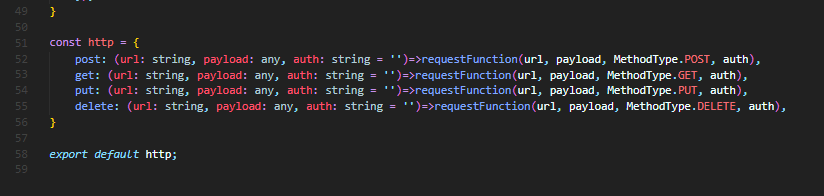 49 }
50
51 const http = {
52 post: (url: string, payload: any, auth: string = '')=>requestFunction(url, payload, MethodType.POST, auth),
53 get: (url: string, payload: any, auth: string = '')=>requestFunction(url, payload, MethodType.GET, auth),
54 put: (url: string, payload: any, auth: string = '')=>requestFunction(url, payload, MethodType.PUT, auth),
55 delete: (url: string, payload: any, auth: string = '')=>requestFunction(url, payload, MethodType.DELETE, auth),
56 }
57
58 export default http;
59